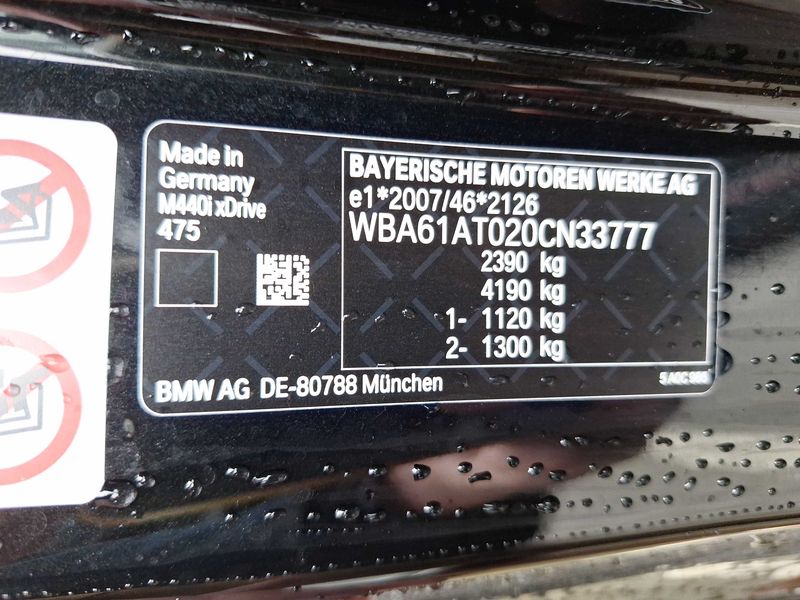 Made in
Germany
M440i xDrive
475
BAYERISCHE MOTOREN WERKE AG
e1*2007/46*2126
WBA61AT020CN33777
2390 kg
4190 kg
1- 1120 kg
2- 1300 kg
BMW AG DE-80788 München